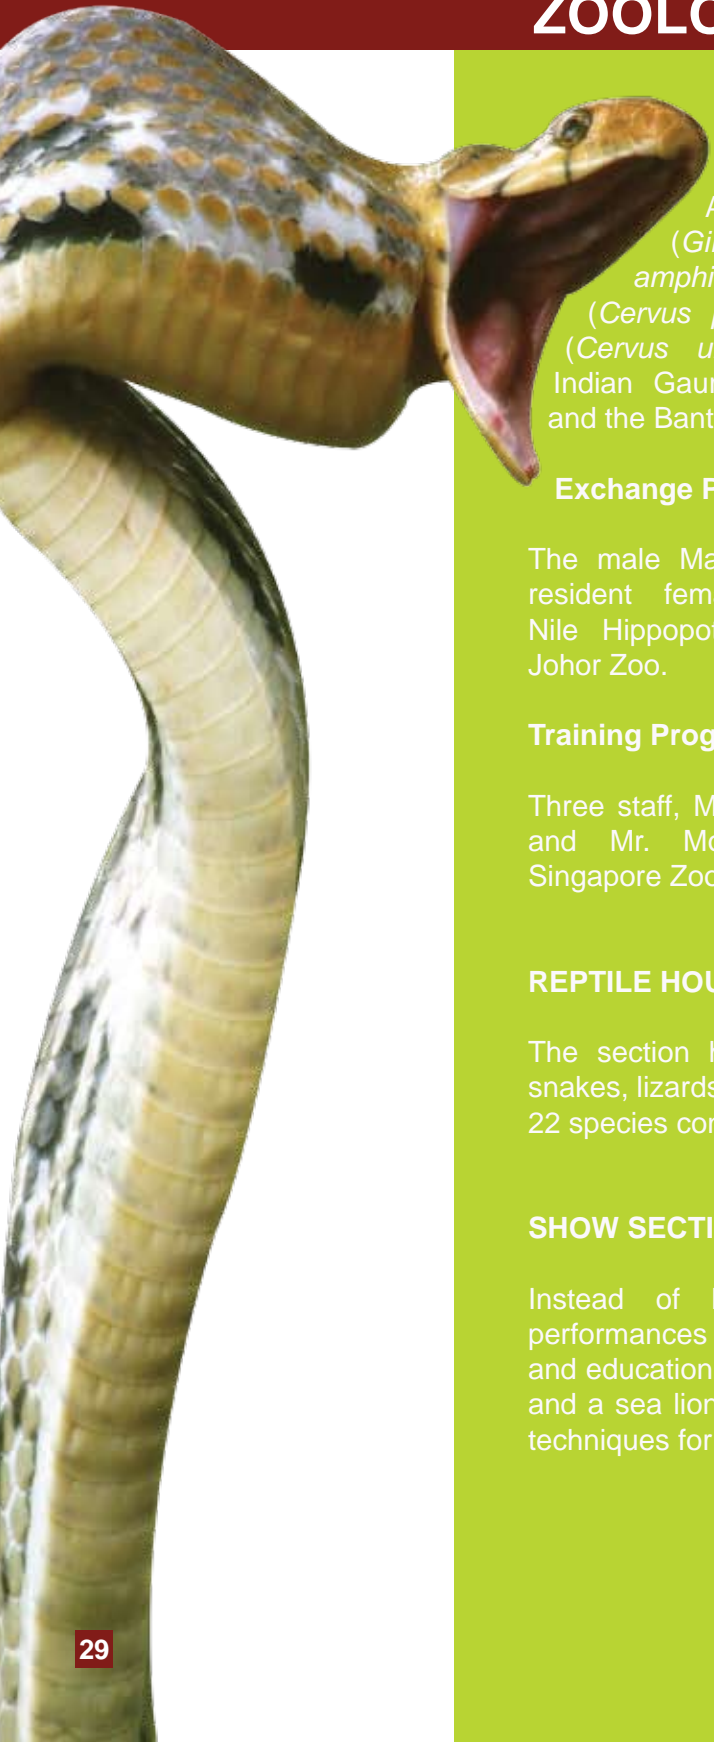 ZOOLO
A
(Gi
amphi
(Cervus
(Cervus u
Indian Gaur
and the Bant
Exchange P
The male Ma
resident fem
Nile Hippopo
Johor Zoo.
Training Prog
Three staff, M
and Mr. Mo
Singapore Zoo
REPTILE HOU
The section
snakes, lizards
22 species con
SHOW SECTI
Instead of
performances
and education
and a sea lion
techniques for
29